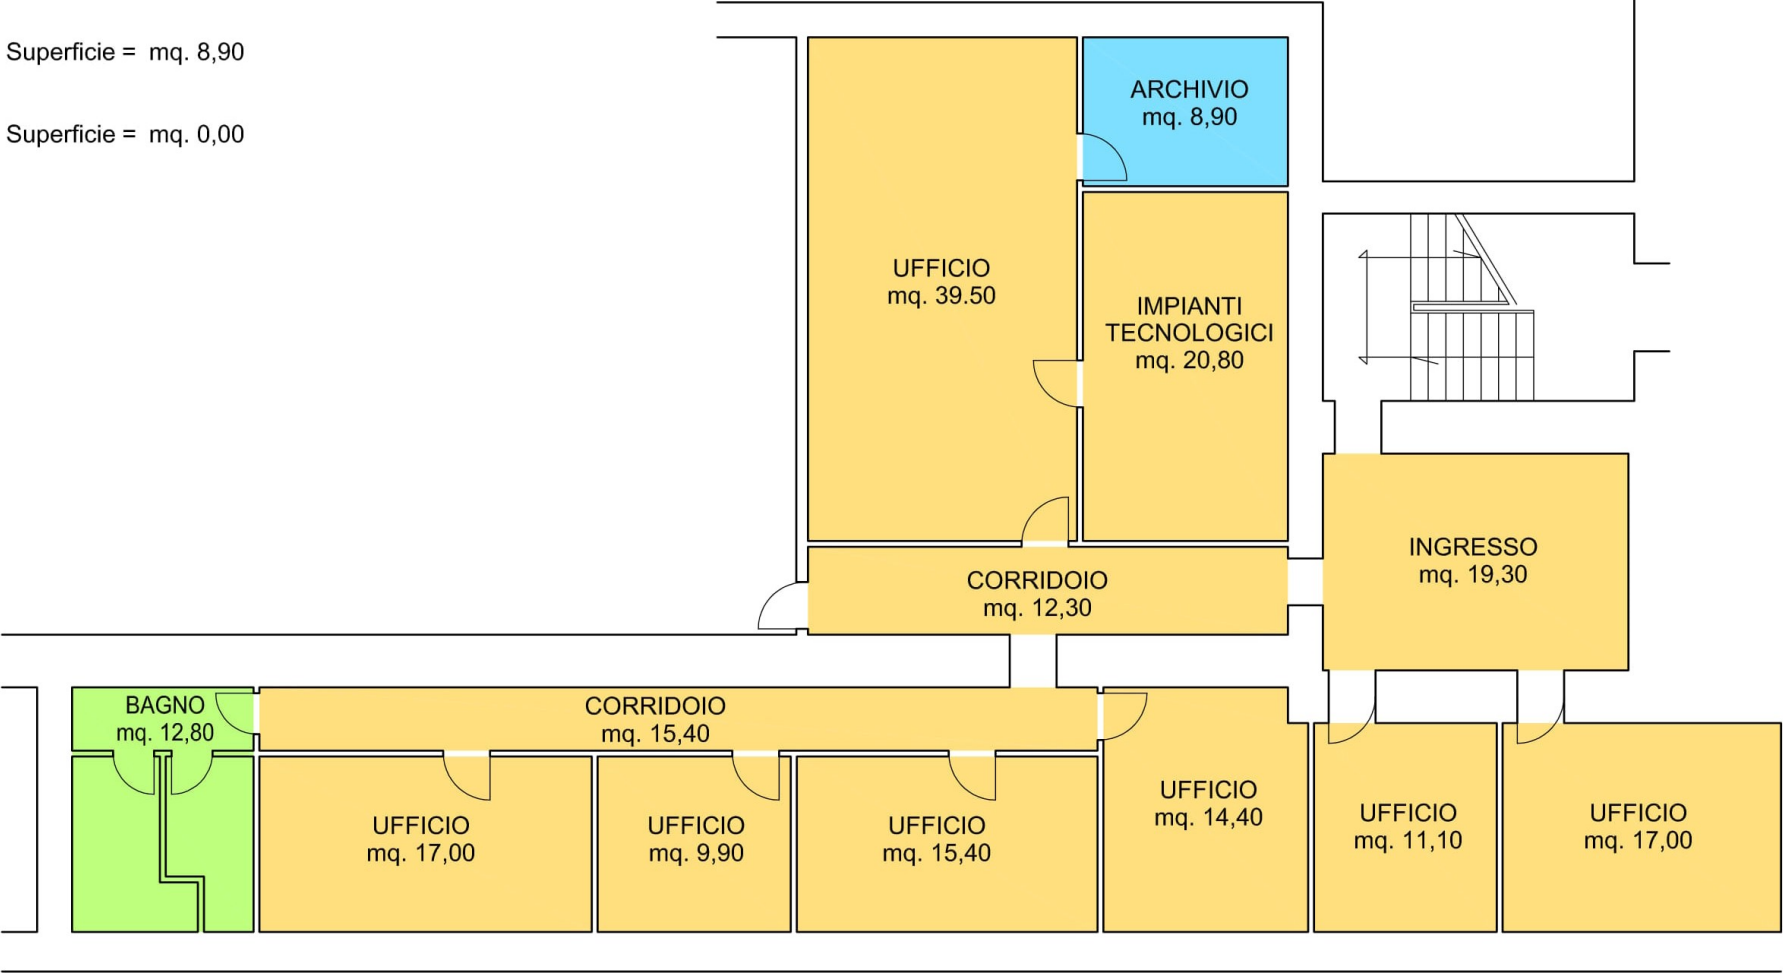 Superficie = mq. 8,90
Superficie = mq. 0,00
ARCHIVIO
mq. 8,90
UFFICIO
mq. 39.50
IMPIANTI
TECNOLOGICI
mq. 20,80
INGRESSO
mq. 19,30
CORRIDOIO
mq. 12,30
BAGNO
mq. 12,80
CORRIDOIO
mq. 15,40
UFFICIO
mq. 17,00
UFFICIO
mq. 9,90
UFFICIO
mq. 15,40
UFFICIO
mq. 14,40
UFFICIO
mq. 11,10
UFFICIO
mq. 17,00